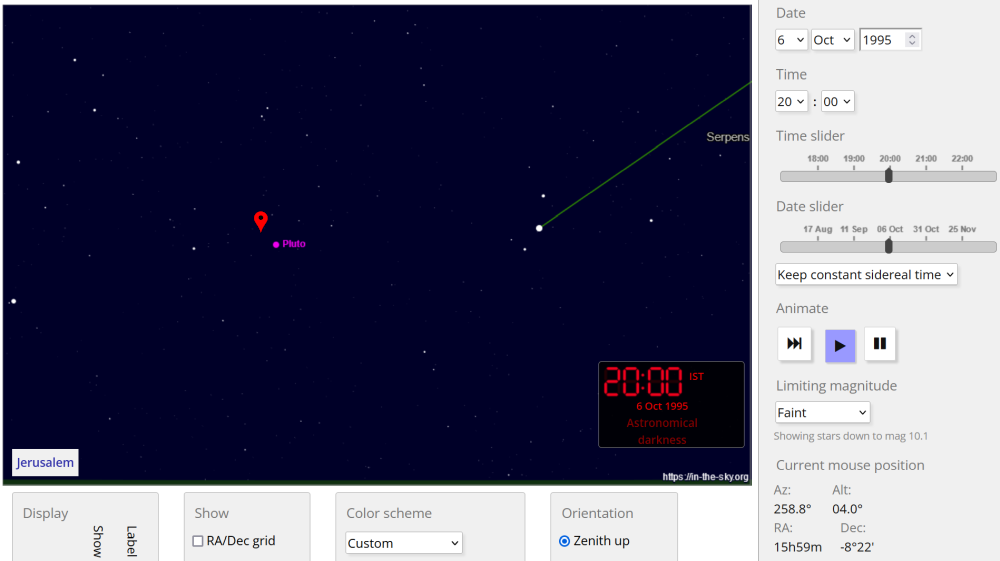 Serpens
Pluto
20:00 IST
6 Oct 1995
Astronomical
darkness
Jerusalem
https://in-the-sky.org
Display
Show
Label
Show
RA/Dec grid
Color scheme
Custom
Orientation
Zenith up
Date
6 Oct 1995
Time
20 : 00
Time slider
18:00 19:00 20:00 21:00 22:00
Date slider
17 Aug 11 Sep 06 Oct 31 Oct 25 Nov
Keep constant sidereal time
Animate
Limiting magnitude
Faint
Showing stars down to mag 10.1
Current mouse position
Az: Alt:
258.8° 04.0°
RA: Dec:
15h59m -8°22'